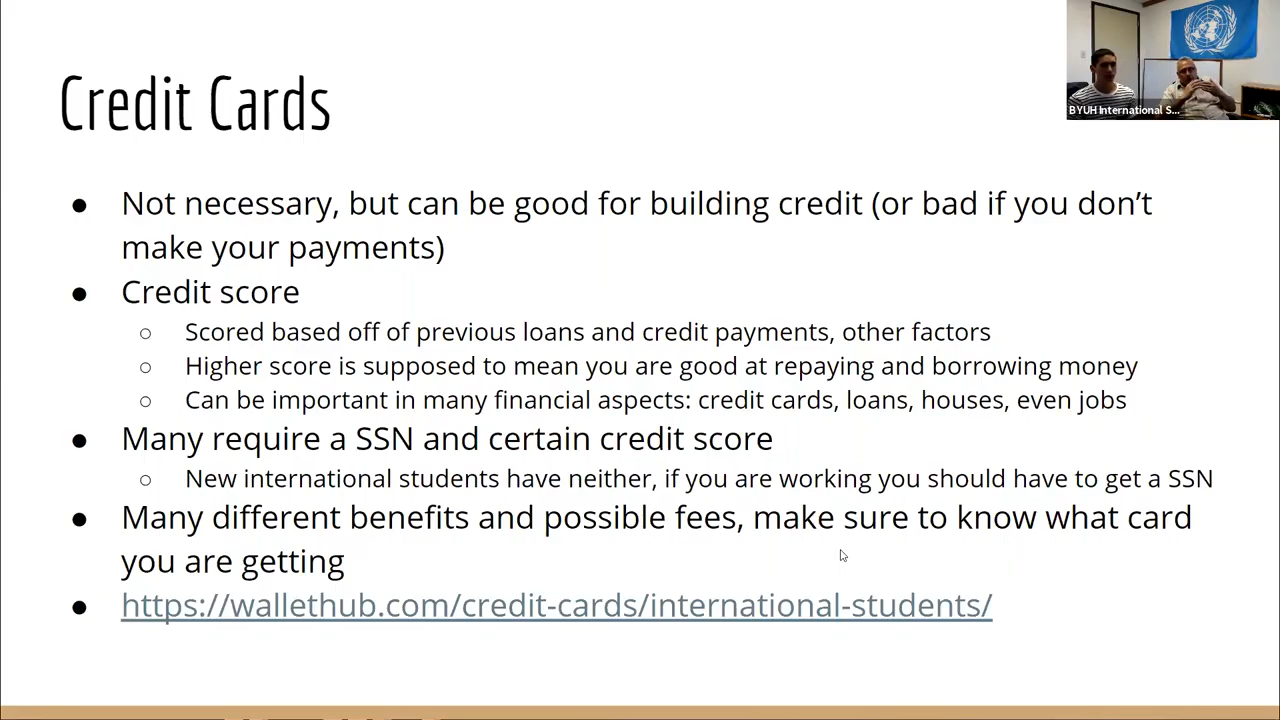 Credit Cards
BYUH International S...
● Not necessary, but can be good for building credit (or bad if you don’t
make your payments)
● Credit score
○ Scored based off of previous loans and credit payments, other factors
○ Higher score is supposed to mean you are good at repaying and borrowing money
○ Can be important in many financial aspects: credit cards, loans, houses, even jobs
● Many require a SSN and certain credit score
○ New international students have neither, if you are working you should have to get a SSN
● Many different benefits and possible fees, make sure to know what card
you are getting
● https://wallethub.com/credit-cards/international-students/